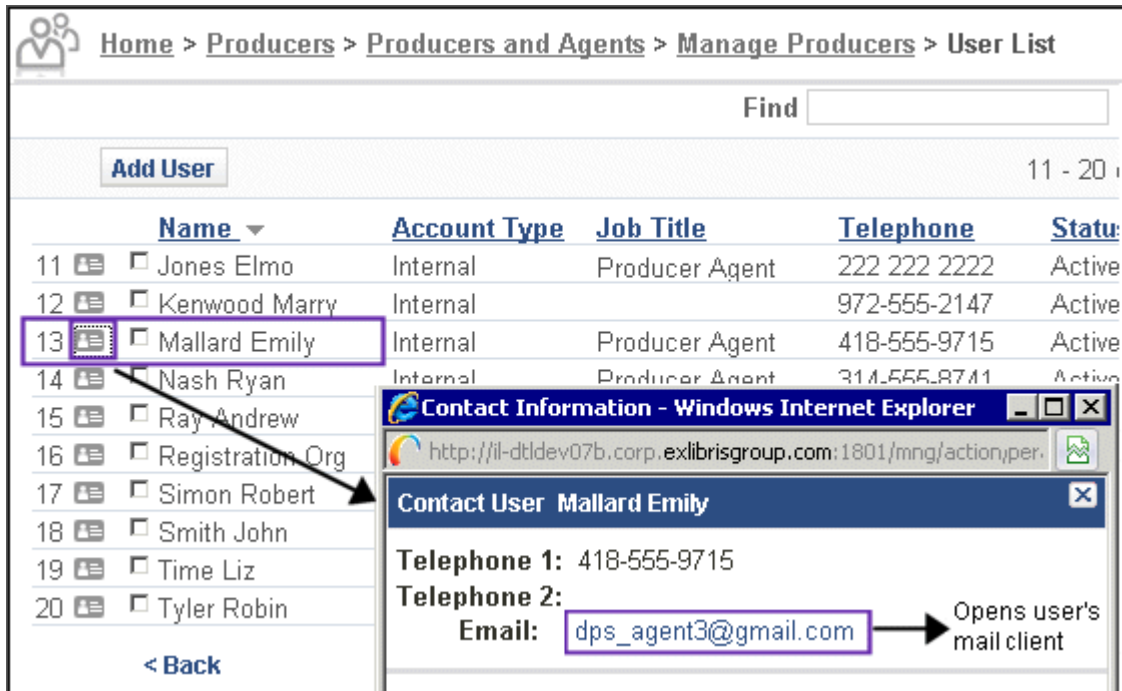 Home > Producers > Producers and Agents > Manage Producers > User List
Find
Add User 11 - 20
Name Account Type Job Title Telephone Statu
11 Jones Elmo Internal Producer Agent 222 222 2222 Active
12 Kenwood Marry Internal 972-555-2147 Active
13 Mallard Emily Internal Producer Agent 418-555-9715 Active
14 Nash Ryan Internal Producer Agent 314-555-8741 Active
15 Ray Andrew
16 Registration Org
17 Simon Robert
18 Smith John
19 Time Liz
20 Tyler Robin
< Back
Contact Information - Windows Internet Explorer
http://il-dtldev07b.corp.exlibrisgroup.com:1801/mng/action/per
Contact User Mallard Emily
Telephone 1: 418-555-9715
Telephone 2:
Email: dps_agent3@gmail.com
Opens user's
mail client